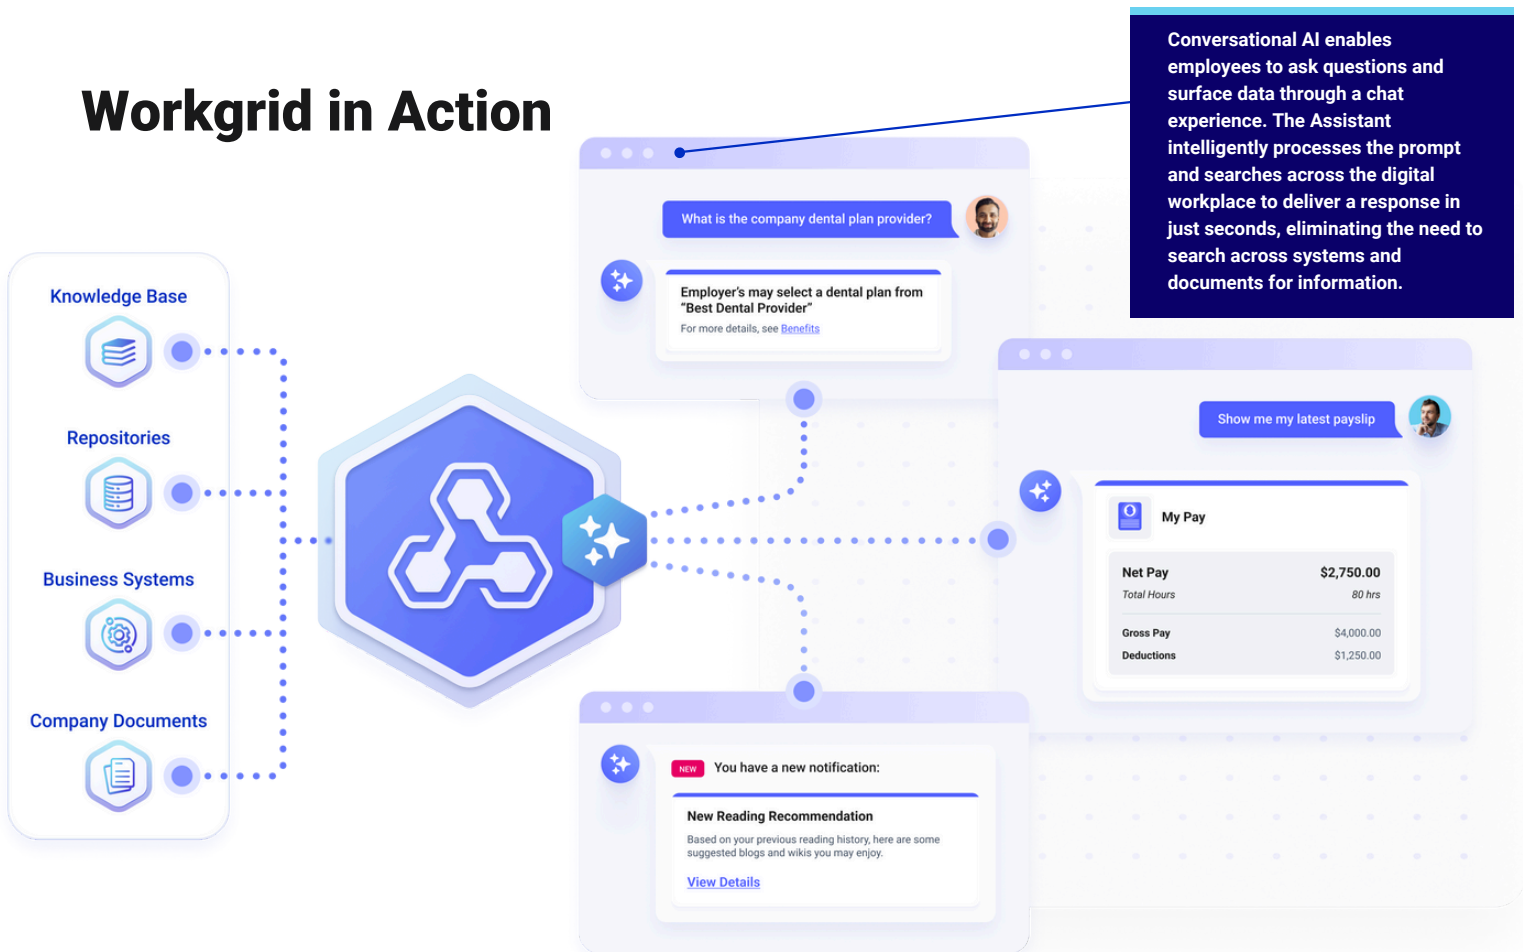 Workgrid in Action
Conversational AI enables
employees to ask questions and
surface data through a chat
experience. The Assistant
intelligently processes the prompt
and searches across the digital
workplace to deliver a response in
just seconds, eliminating the need to
search across systems and
documents for information.
Knowledge Base
Repositories
Business Systems
Company Documents
What is the company dental plan provider?
Employer’s may select a dental plan from
“Best Dental Provider”
For more details, see Benefits
Show me my latest payslip
My Pay
Net Pay $2,750.00
Total Hours 80 hrs
Gross Pay $4,000.00
Deductions $1,250.00
NEW You have a new notification:
New Reading Recommendation
Based on your previous reading history, here are some
suggested blogs and wikis you may enjoy.
View Details